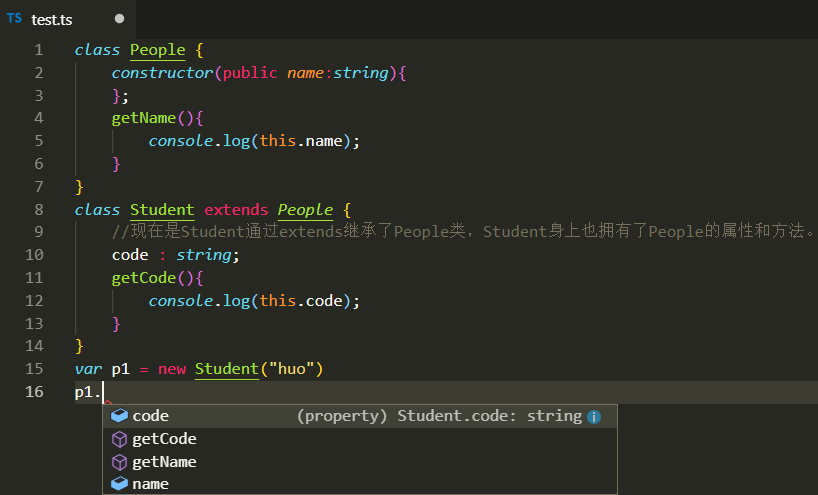 TS test.ts
1 class People {
2 constructor(public name:string){
3 };
4 getName(){
5 console.log(this.name);
6 }
7 }
8 class Student extends People {
9 //现在是Student通过extends继承了People类，Student身上也拥有了People的属性和方法。
10 code : string;
11 getCode(){
12 console.log(this.code);
13 }
14 }
15 var p1 = new Student("huo")
16 p1.
code (property) Student.code: string
getCode
getName
name